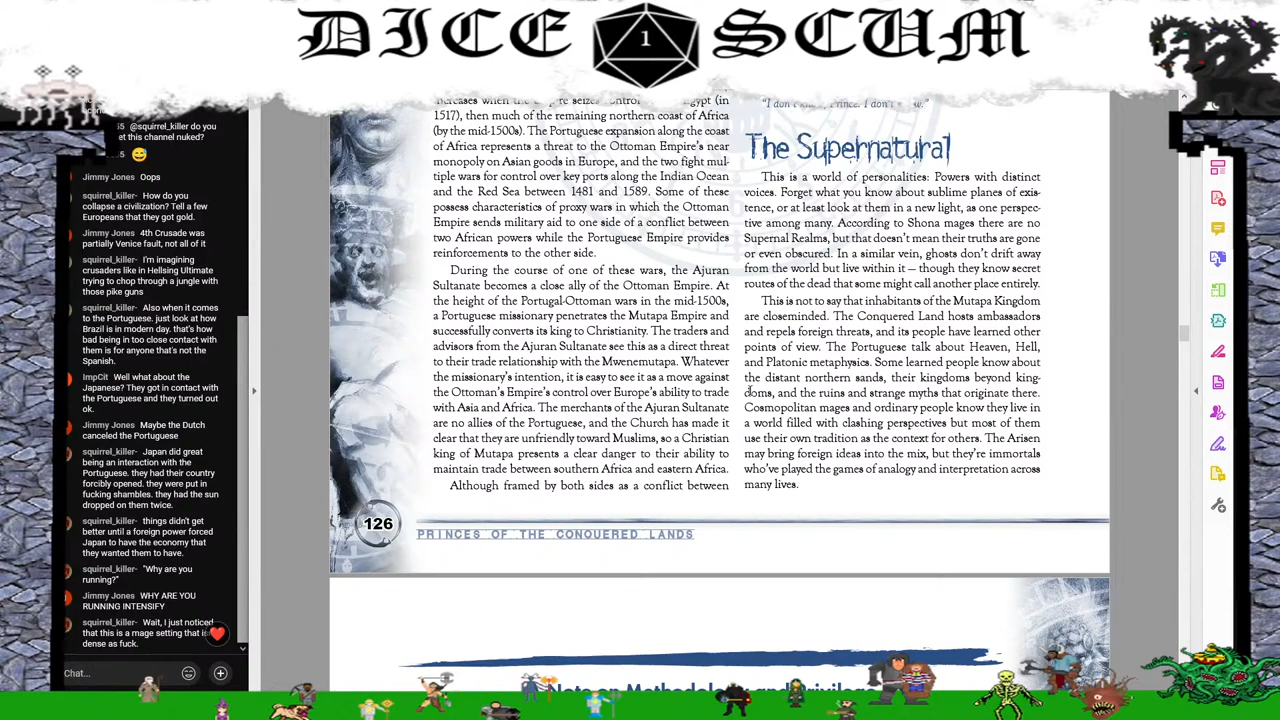 DICE 1 SCUM
55 @squirrel_killer do you
et this channel nuked?
55 😅
Jimmy Jones Oops
squirrel_killer- How do you
collapse a civilization? Tell a few
Europeans that they got gold.
Jimmy Jones 4th Crusade was
partially Venice fault, not all of it
squirrel_killer- I'm imagining
crusaders like in Hellsing Ultimate
trying to chop through a jungle with
those pike guns
squirrel_killer- Also when it comes
to the Portuguese. just look at how
Brazil is in modern day. that's how
bad being in too close contact with
them is for anyone that's not the
Spanish.
ImpCit Well what about the
Japanese? They got in contact with
the Portuguese and they turned out
ok.
Jimmy Jones Maybe the Dutch
canceled the Portuguese
squirrel_killer- Japan did great
being an interaction with the
Portuguese. they had their country
forcibly opened. they were put in
fucking shambles. they had the sun
dropped on them twice.
squirrel_killer- things didn't get
better until a foreign power forced
Japan to have the economy that
they wanted them to have.
squirrel_killer- "Why are you
running?"
Jimmy Jones WHY ARE YOU
RUNNING INTENSIFY
squirrel_killer- Wait, I just noticed
that this is a mage setting that is
dense as fuck.
Chat...
increases when the Empire seizes control Egypt (in
1517), then much of the remaining northern coast of Africa
(by the mid-1500s). The Portuguese expansion along the coast
of Africa represents a threat to the Ottoman Empire's near
monopoly on Asian goods in Europe, and the two fight mul-
tiple wars for control over key ports along the Indian Ocean
and the Red Sea between 1481 and 1589. Some of these
possess characteristics of proxy wars in which the Ottoman
Empire sends military aid to one side of a conflict between
two African powers while the Portuguese Empire provides
reinforcements to the other side.
During the course of one of these wars, the Ajuran
Sultanate becomes a close ally of the Ottoman Empire. At
the height of the Portugal-Ottoman wars in the mid-1500s,
a Portuguese missionary penetrates the Mutapa Empire and
successfully converts its king to Christianity. The traders and
advisors from the Ajuran Sultanate see this as a direct threat
to their trade relationship with the Mwenemutapa. Whatever
the missionary's intention, it is easy to see it as a move against
the Ottoman's control over Europe's ability to trade
with Asia and Africa. The merchants of the Ajuran Sultanate
are no allies of the Portuguese, and the Church has made it
clear that they are unfriendly toward Muslims, so a Christian
king of Mutapa presents a clear danger to their ability to
maintain trade between southern Africa and eastern Africa.
Although framed by both sides as a conflict between
"I don't know, Prince. I don't
The Supernatural
This is a world of personalities: Powers with distinct
voices. Forget what you know about sublime planes of exis-
tence, or at least look at them in a new light, as one perspec-
tive among many. According to Shona mages there are no
Supernal Realms, but that doesn't mean their truths are gone
or even obscured. In a similar vein, ghosts don't drift away
from the world but live within it — though they know secret
routes of the dead that some might call another place entirely.
This is not to say that inhabitants of the Mutapa Kingdom
are closeminded. The Conquered Land hosts ambassadors
and repels foreign threats, and its people have learned other
points of view. The Portuguese talk about Heaven, Hell,
and Platonic metaphysics. Some learned people know about
the distant northern sands, their kingdoms beyond king-
doms, and the ruins and strange myths that originate there.
Cosmopolitan mages and ordinary people know they live in
a world filled with clashing perspectives but most of them
use their own tradition as the context for others. The Arisen
may bring foreign ideas into the mix, but they're immortals
who've played the games of analogy and interpretation across
many lives.
126
PRINCES OF THE CONQUERED LANDS
Notes on Methodology and Privilege